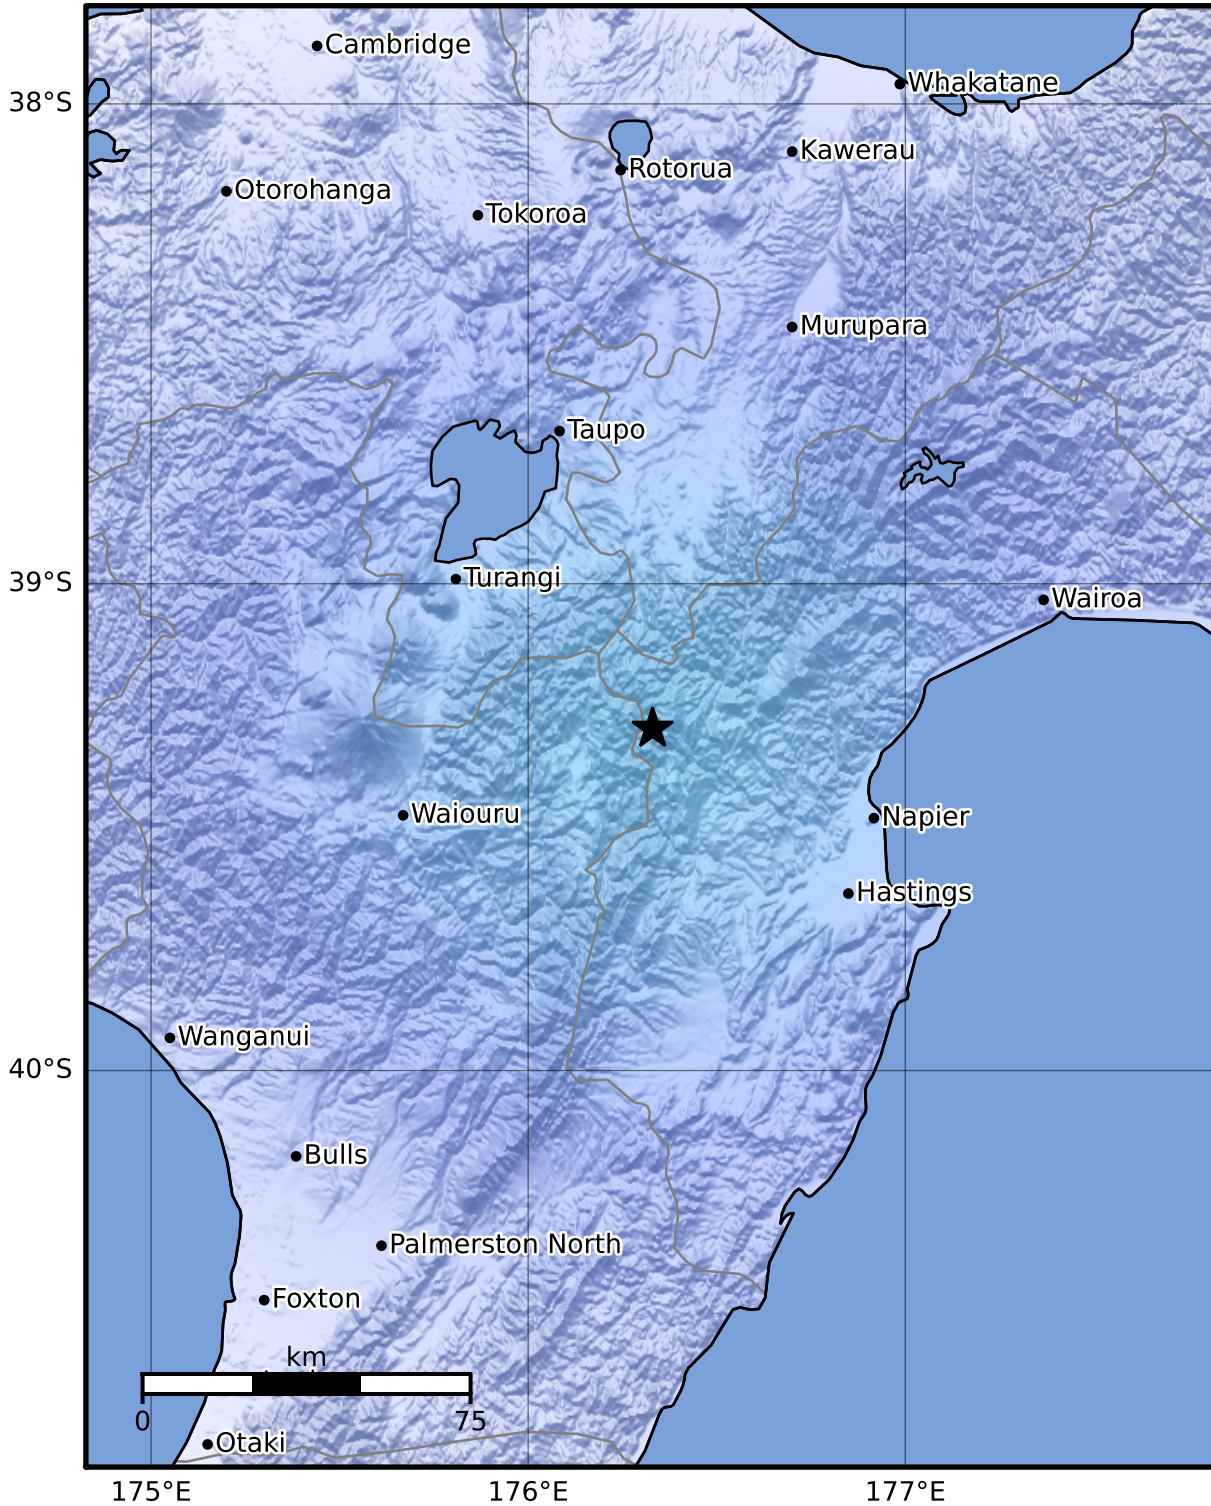 Cambridge
Whakatane
38°S
Kawerau
Rotorua
Otorohanga
Tokoroa
Murupara
Taupo
Turangi
39°S
Wairoa
Waiouru
Napier
Hastings
Wanganui
40°S
Bulls
Palmerston North
Foxton
km
0
75
Otaki
175°E
176°E
177°E